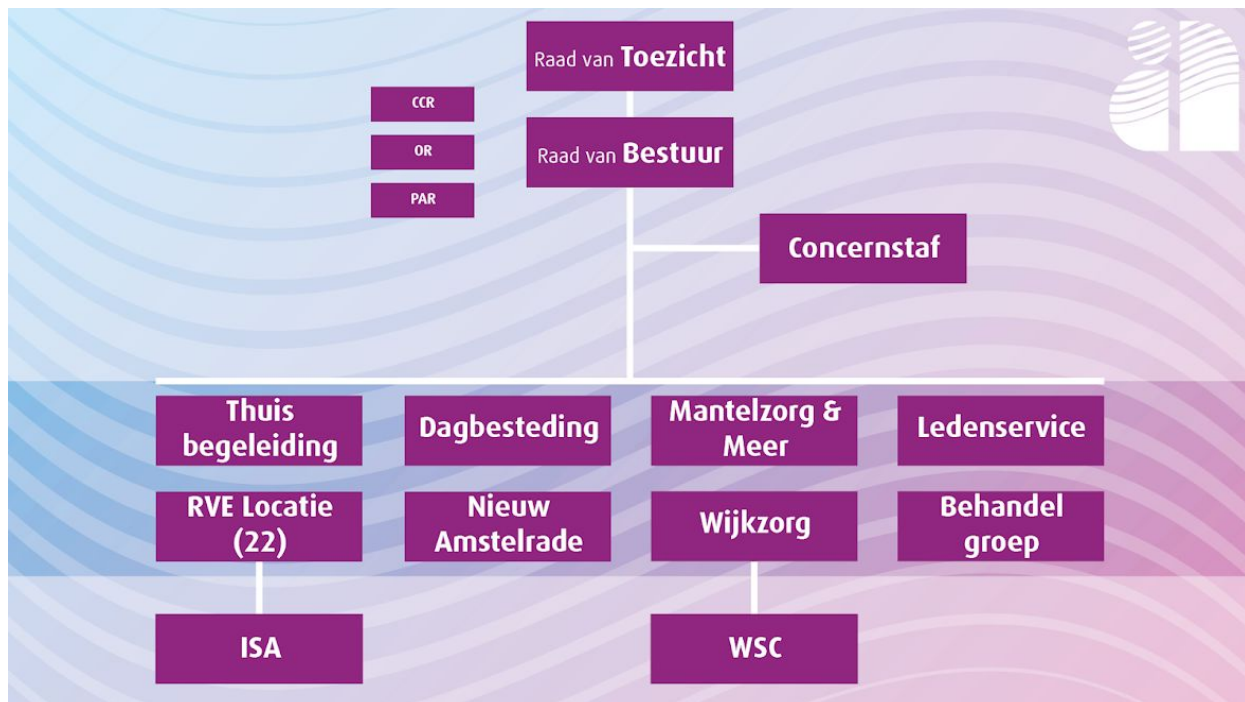 Raad van Toezicht
CCR
OR
Raad van Bestuur
PAR
Concernstaf
Thuis
begeleiding
Dagbesteding
Mantelzorg &
Meer
Ledenservice
RVE Locatie
(22)
Nieuw
Amstelrade
Wijkzorg
Behandel
groep
ISA
WSC